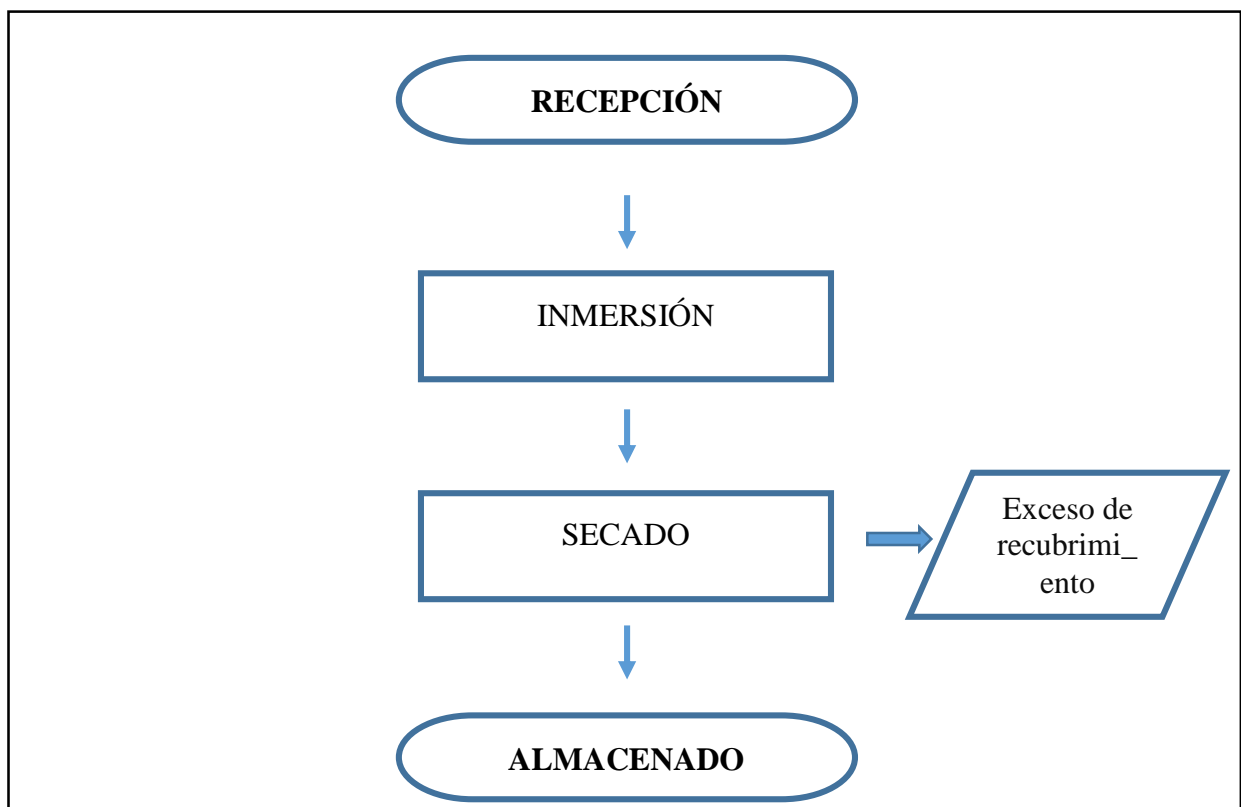 RECEPCIÓN
INMERSIÓN
SECADO
Exceso de
recubrimi_
ento
ALMACENADO